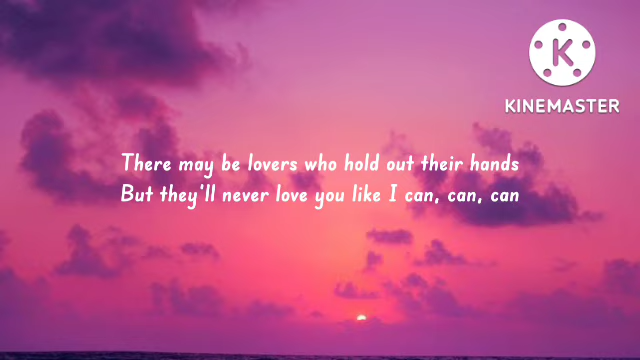 KINEMASTER
There may be lovers who hold out their hands
But they'll never love you like I can, can, can